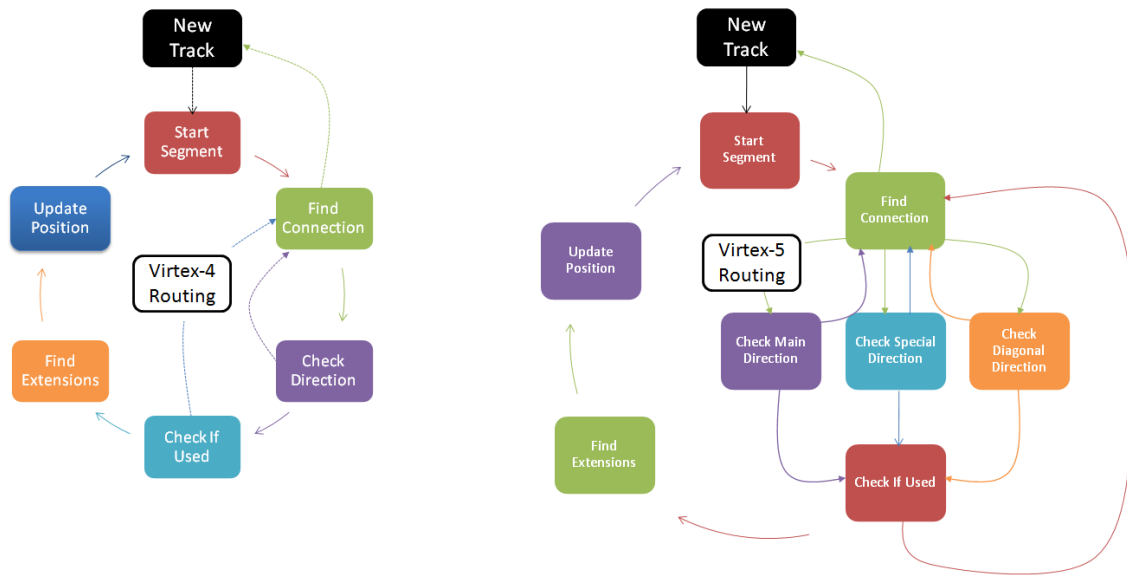 New
Track
Start
Segment
Update
Position
Find
Connection
Virtex-4
Routing
Find
Extensions
Check
Direction
Check If
Used
New
Track
Start
Segment
Find
Connection
Update
Position
Virtex-5
Routing
Check Main
Direction
Check Special
Direction
Check
Diagonal
Direction
Find
Extensions
Check If Used